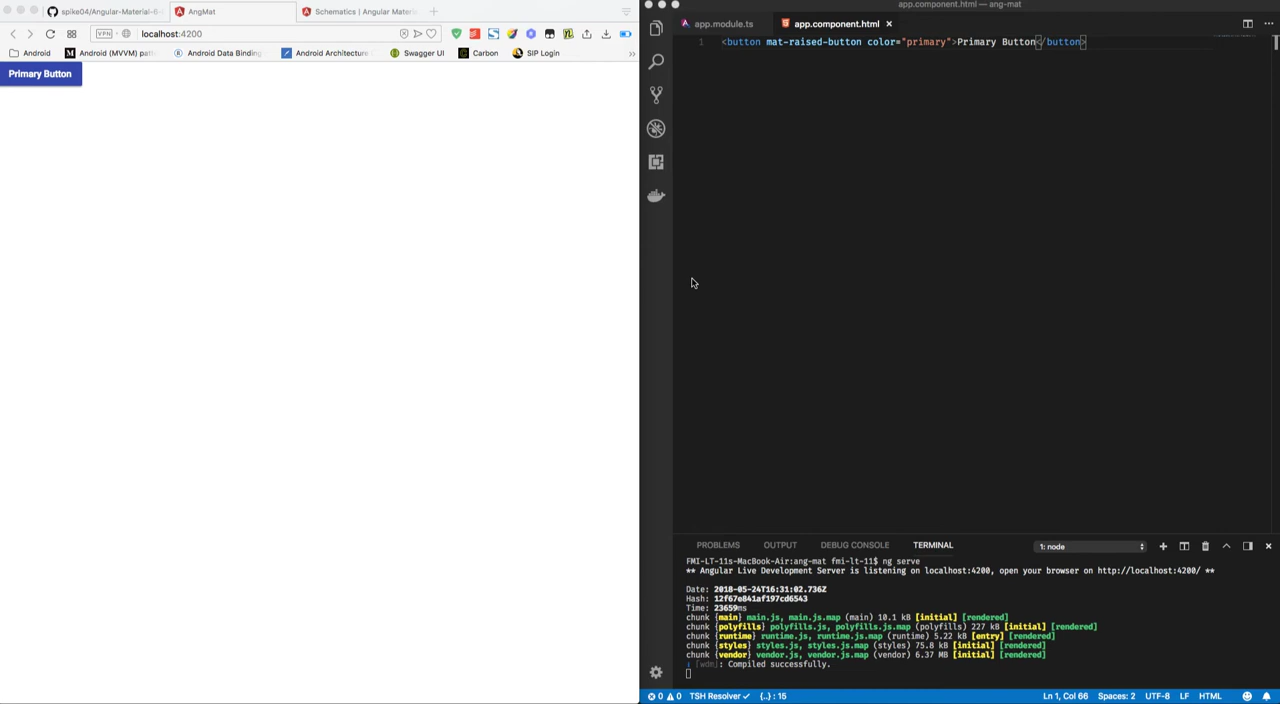 spike04/Angular-Material-6-
AngMat
Schematics | Angular Materi
VPN
localhost:4200
Android
Android (MVVM) patt
Android Data Binding
Android Architecture
Swagger UI
Carbon
SIP Login
Primary Button
app.component.html — ang-mat
app.module.ts
app.component.html
1 <button mat-raised-button color="primary">Primary Button</button>
PROBLEMS OUTPUT DEBUG CONSOLE TERMINAL
1: node
FMI-LT-11s-MacBook-Air:ang-mat fmi-lt-11$ ng serve
** Angular Live Development Server is listening on localhost:4200, open your browser on http://localhost:4200/ **
Date: 2018-05-24T16:31:02.736Z
Hash: 12f67e841af197cd6543
Time: 23659ms
chunk {main} main.js, main.js.map (main) 10.1 kB [initial] [rendered]
chunk {polyfills} polyfills.js, polyfills.js.map (polyfills) 227 kB [initial] [rendered]
chunk {runtime} runtime.js, runtime.js.map (runtime) 5.22 kB [entry] [rendered]
chunk {styles} styles.js, styles.js.map (styles) 75.8 kB [initial] [rendered]
chunk {vendor} vendor.js, vendor.js.map (vendor) 6.37 MB [initial] [rendered]
ℹ 「wdm」: Compiled successfully.
0 0 TSH Resolver ✓ {..} : 15
Ln 1, Col 66 Spaces: 2 UTF-8 LF HTML